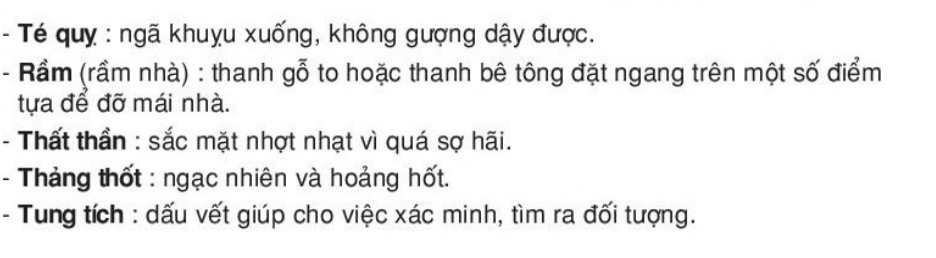 - Té quỵ : ngã khuỵu xuống, không gượng dậy được.
- Rầm (rầm nhà) : thanh gỗ to hoặc thanh bê tông đặt ngang trên một số điểm
tựa để đỡ mái nhà.
- Thất thần : sắc mặt nhợt nhạt vì quá sợ hãi.
- Thảng thốt : ngạc nhiên và hoảng hốt.
- Tung tích : dấu vết giúp cho việc xác minh, tìm ra đối tượng.